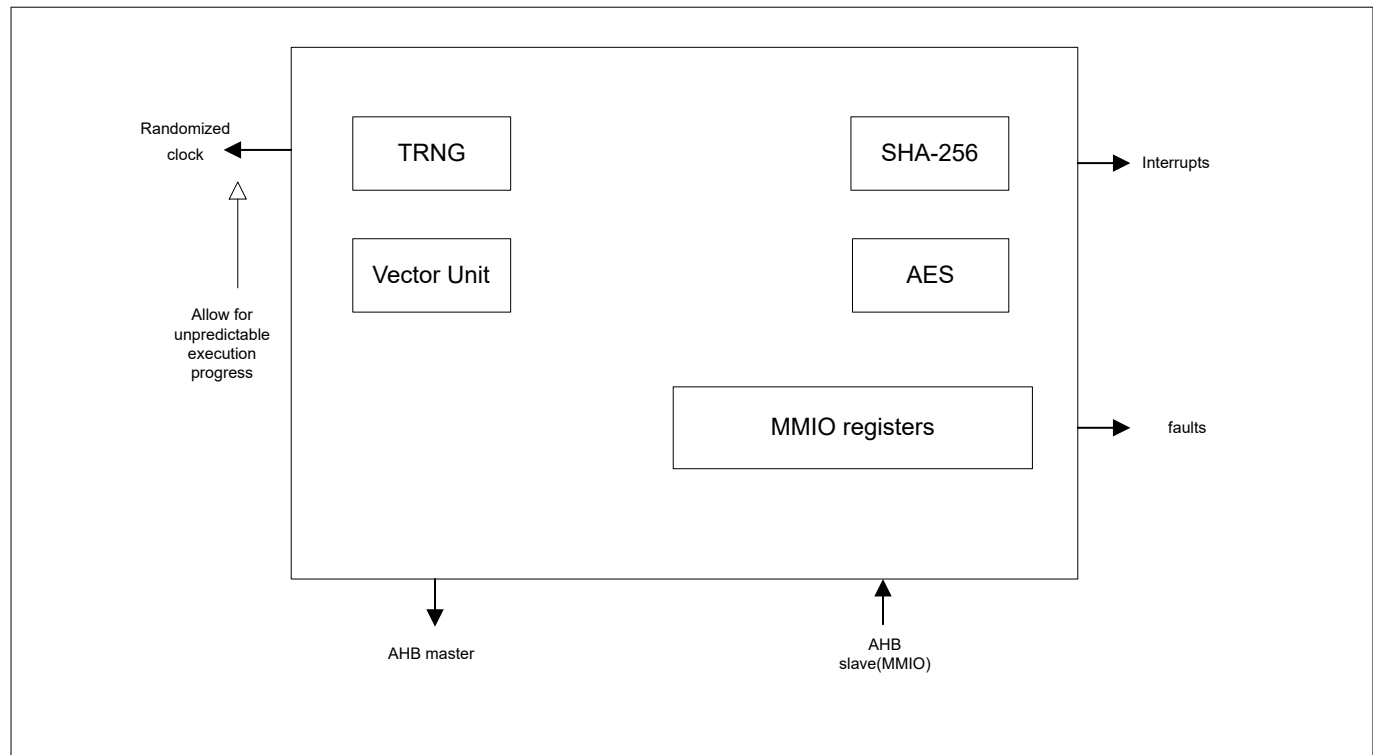 Randomized
clock
TRNG
SHA-256
Interrupts
Vector Unit
AES
Allow for
unpredictable
execution
progress
MMIO registers
faults
AHB master
AHB
slave(MMIO)